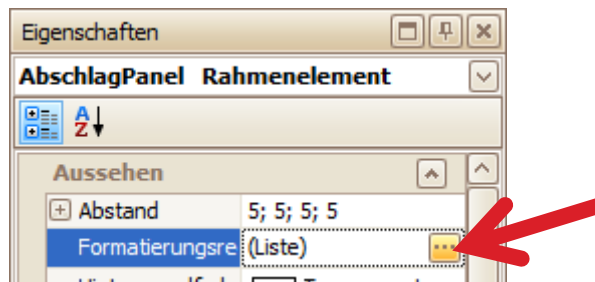 Eigenschaften
AbschlagPanel Rahmenelement
A
Z
Aussehen
Abstand 5; 5; 5; 5
Formatierungsre (Liste)